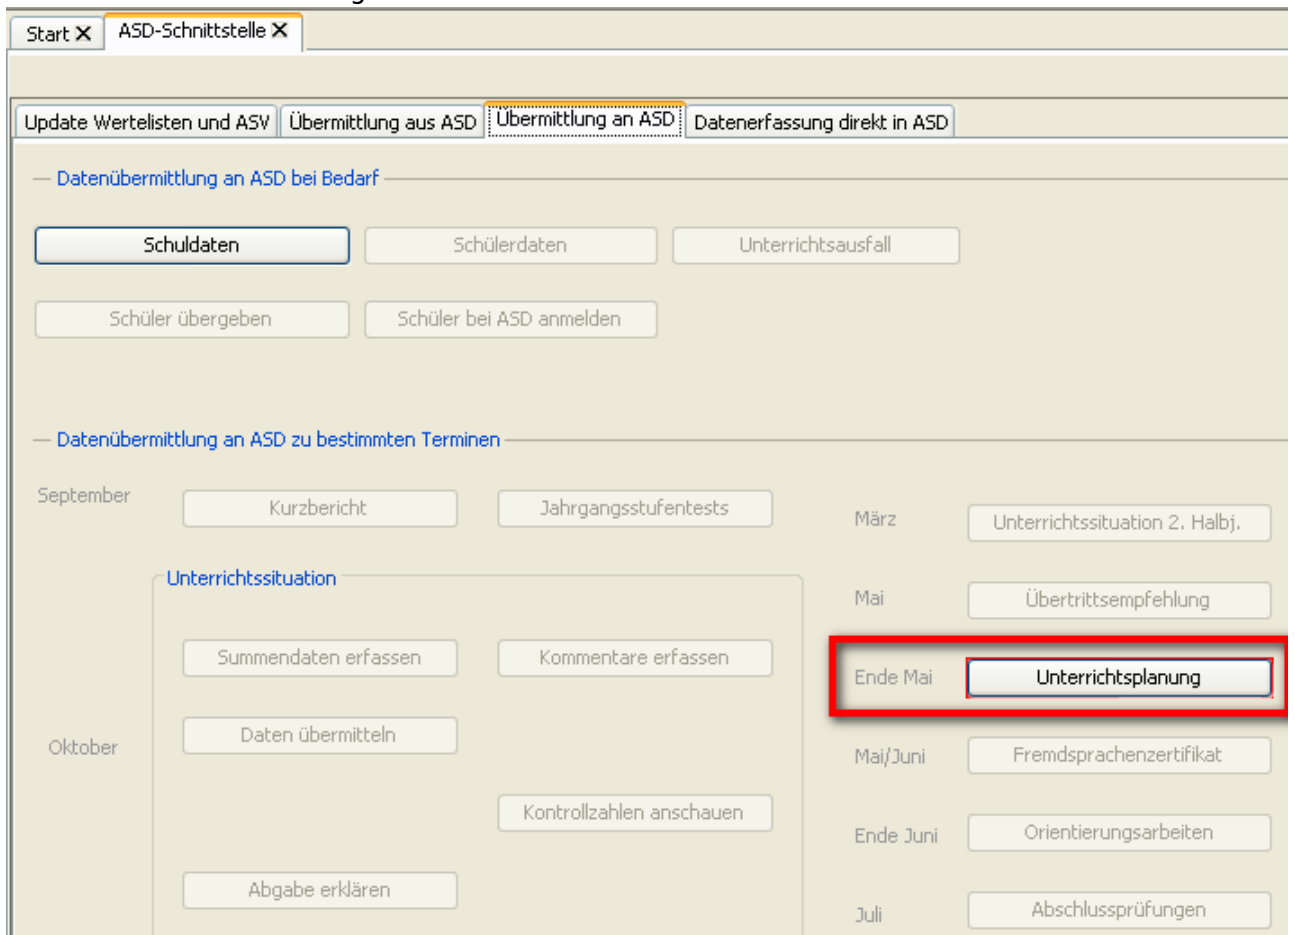 Start X ASD-Schnittstelle X
Update Wertelisten und ASV Übermittlung aus ASD Übermittlung an ASD Datenerfassung direkt in ASD
Datenübermittlung an ASD bei Bedarf
Schuldaten Schülerdaten Unterrichtsausfall
Schüler übergeben Schüler bei ASD anmelden
Datenübermittlung an ASD zu bestimmten Terminen
September Kurzbericht Jahrgangsstufentests
März Unterrichtssituation 2. Halbj.
Unterrichtssituation
Mai Übertrittsempfehlung
Summendaten erfassen Kommentare erfassen
Ende Mai Unterrichtsplanung
Oktober Daten übermitteln
Mai/Juni Fremdsprachenzertifikat
Kontrollzahlen anschauen
Ende Juni Orientierungsarbeiten
Abgabe erklären
Juli Abschlussprüfungen